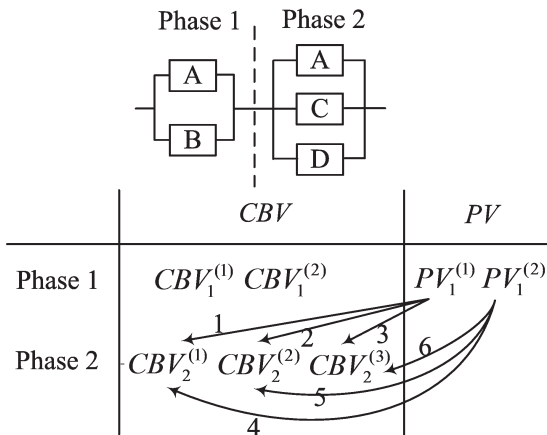 Phase 1 Phase 2
A A
C
B D
CBV PV
Phase 1 CBV₁⁽¹⁾ CBV₁⁽²⁾ PV₁⁽¹⁾ PV₁⁽²⁾
1 2 3 6
Phase 2 CBV₂⁽¹⁾ CBV₂⁽²⁾ CBV₂⁽³⁾
4 5